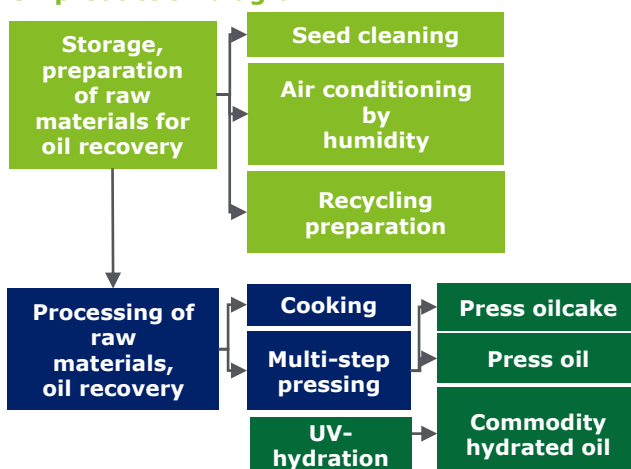 Storage,
preparation
of raw
materials for
oil recovery
Seed cleaning
Air conditioning
by
humidity
Recycling
preparation
Processing of
raw
materials,
oil recovery
Cooking
Multi-step
pressing
Press oilcake
Press oil
UV-
hydration
Commodity
hydrated oil